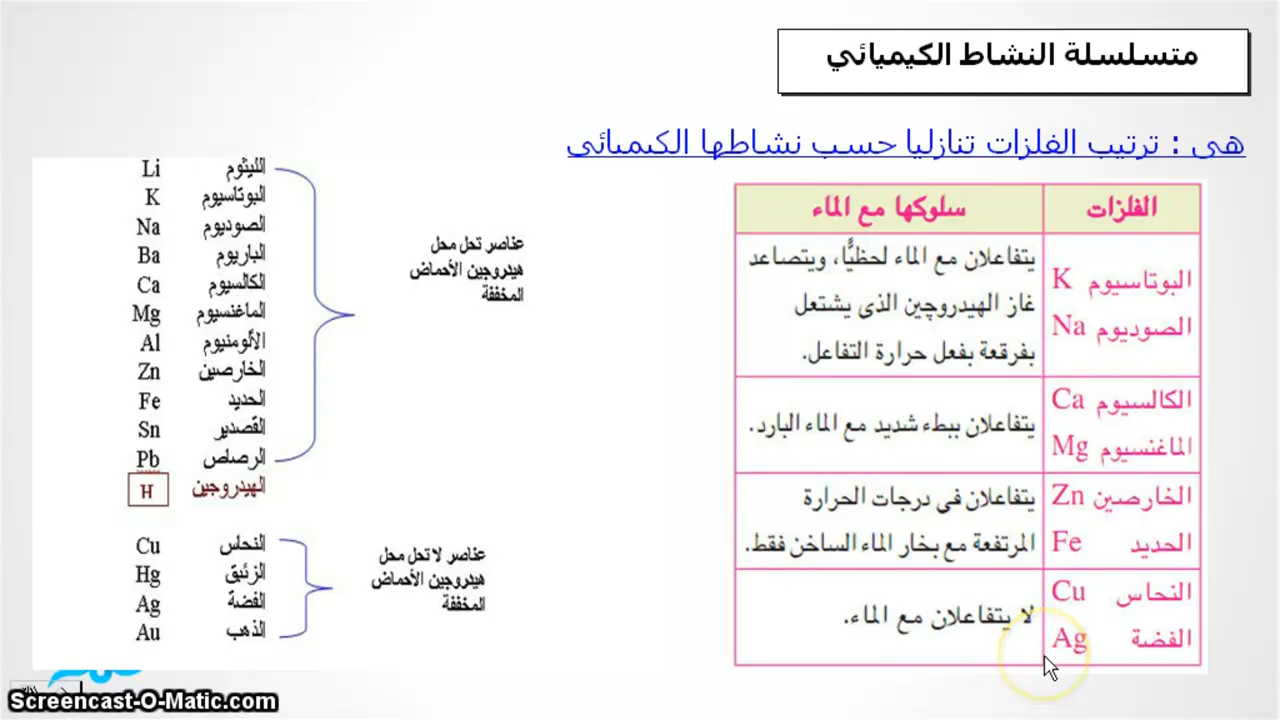 متسلسلة النشاط الكيميائي
هى : ترتيب الفلزات تنازليا حسب نشاطها الكيميائى
الفلزات سلوكها مع الماء
البوتاسيوم K
الصوديوم Na
يتفاعلان مع الماء لحظيًّا، ويتصاعد
غاز الهيدروچين الذى يشتعل
بفرقعة بفعل حرارة التفاعل.
الكالسيوم Ca
الماغنسيوم Mg
يتفاعلان ببطء شديد مع الماء البارد.
الخارصين Zn
الحديد Fe
يتفاعلان فى درجات الحرارة
المرتفعة مع بخار الماء الساخن فقط.
النحاس Cu
الفضة Ag
لا يتفاعلان مع الماء.
الليثوم Li
البوتاسيوم K
الصوديوم Na
الباريوم Ba
الكالسيوم Ca
الماغنسيوم Mg
الألومنيوم Al
الخارصين Zn
الحديد Fe
القصدير Sn
الرصاص Pb
الهيدروجين H
النحاس Cu
الزئبق Hg
الفضة Ag
الذهب Au
عناصر تحل محل
هيدروجين الأحماض
المخففة
عناصر لا تحل محل
هيدروجين الأحماض
المخففة
Screencast-O-Matic.com